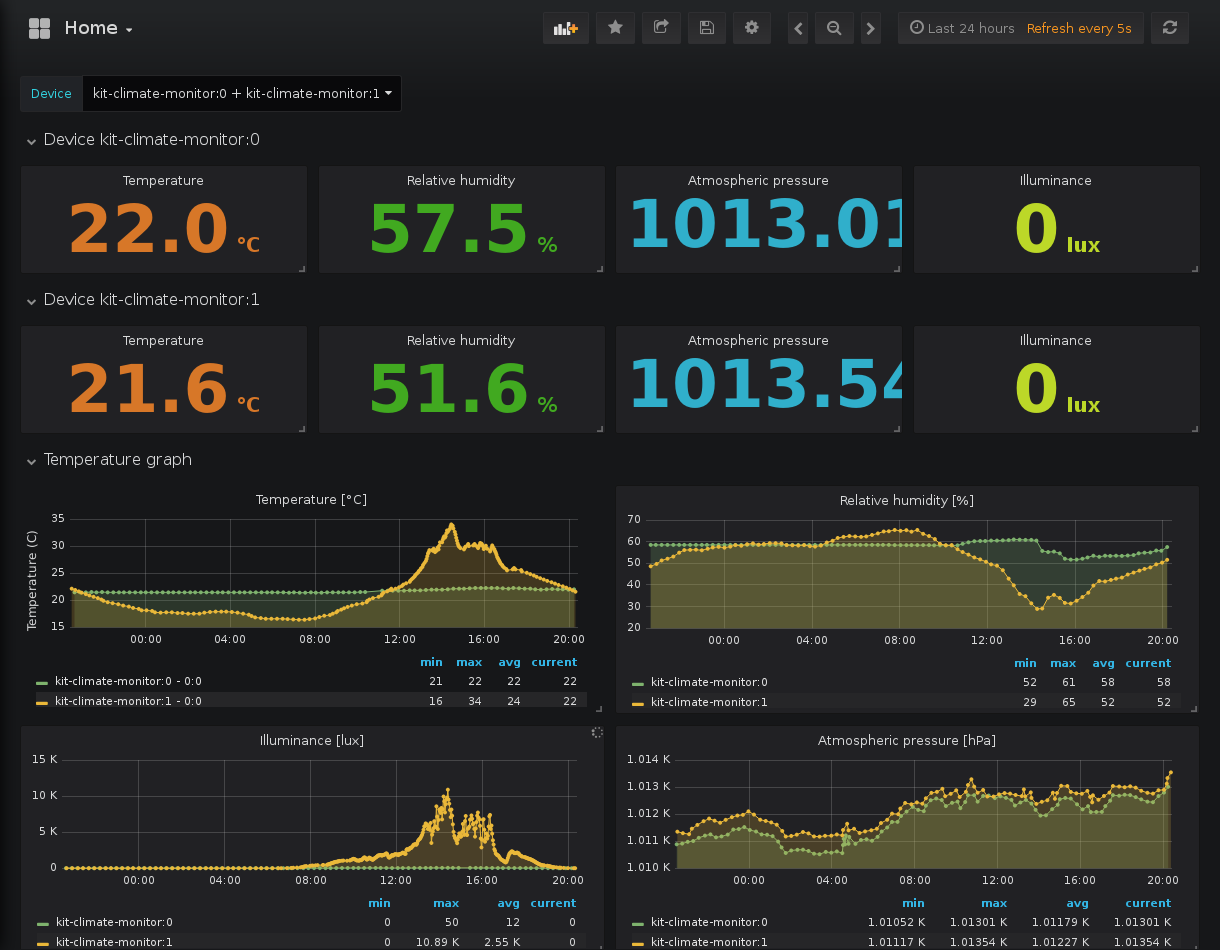 Home
Last 24 hours Refresh every 5s
Device kit-climate-monitor:0 + kit-climate-monitor:1
Device kit-climate-monitor:0
Temperature Relative humidity Atmospheric pressure Illuminance
22.0 °C 57.5 % 1013.01 0 lux
Device kit-climate-monitor:1
Temperature Relative humidity Atmospheric pressure Illuminance
21.6 °C 51.6 % 1013.54 0 lux
Temperature graph
Temperature [°C]
Temperature (C)
35
30
25
20
15
00:00 04:00 08:00 12:00 16:00 20:00
min max avg current
kit-climate-monitor:0 - 0:0 21 22 22 22
kit-climate-monitor:1 - 0:0 16 34 24 22
Relative humidity [%]
70
60
50
40
30
20
00:00 04:00 08:00 12:00 16:00 20:00
min max avg current
kit-climate-monitor:0 52 61 58 58
kit-climate-monitor:1 29 65 52 52
Illuminance [lux]
15 K
10 K
5 K
0
00:00 04:00 08:00 12:00 16:00 20:00
min max avg current
kit-climate-monitor:0 0 50 12 0
kit-climate-monitor:1 0 10.89 K 2.55 K 0
Atmospheric pressure [hPa]
1.014 K
1.013 K
1.012 K
1.011 K
1.010 K
00:00 04:00 08:00 12:00 16:00 20:00
min max avg current
kit-climate-monitor:0 1.01052 K 1.01301 K 1.01179 K 1.01301 K
kit-climate-monitor:1 1.01117 K 1.01354 K 1.01227 K 1.01354 K